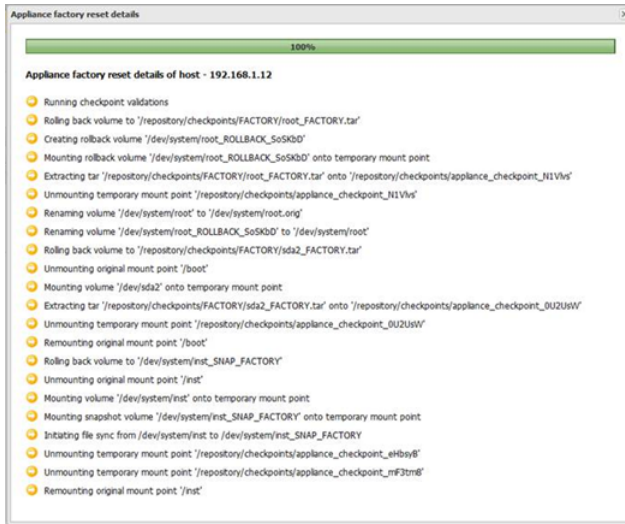 Appliance factory reset details
100%
Appliance factory reset details of host - 192.168.1.12
Running checkpoint validations
Rolling back volume to '/repository/checkpoints/FACTORY/root_FACTORY.tar'
Creating rollback volume '/dev/system/root_ROLLBACK_SoSKbD'
Mounting rollback volume '/dev/system/root_ROLLBACK_SoSKbD' onto temporary mount point
Extracting tar '/repository/checkpoints/FACTORY/root_FACTORY.tar' onto '/repository/checkpoints/appliance_checkpoint_N1Vlvs'
Unmounting temporary mount point '/repository/checkpoints/appliance_checkpoint_N1Vlvs'
Renaming volume '/dev/system/root' to '/dev/system/root.orig'
Renaming volume '/dev/system/root_ROLLBACK_SoSKbD' to '/dev/system/root'
Rolling back volume to '/repository/checkpoints/FACTORY/sda2_FACTORY.tar'
Unmounting original mount point '/boot'
Mounting volume '/dev/sda2' onto temporary mount point
Extracting tar '/repository/checkpoints/FACTORY/sda2_FACTORY.tar' onto '/repository/checkpoints/appliance_checkpoint_0U2UsW'
Unmounting temporary mount point '/repository/checkpoints/appliance_checkpoint_0U2UsW'
Remounting original mount point '/boot'
Rolling back volume to '/dev/system/inst_SNAP_FACTORY'
Unmounting original mount point '/inst'
Mounting volume '/dev/system/inst' onto temporary mount point
Mounting snapshot volume '/dev/system/inst_SNAP_FACTORY' onto temporary mount point
Initiating file sync from /dev/system/inst to /dev/system/inst_SNAP_FACTORY
Unmounting temporary mount point '/repository/checkpoints/appliance_checkpoint_eHbsyB'
Unmounting temporary mount point '/repository/checkpoints/appliance_checkpoint_mF3tm8'
Remounting original mount point '/inst'